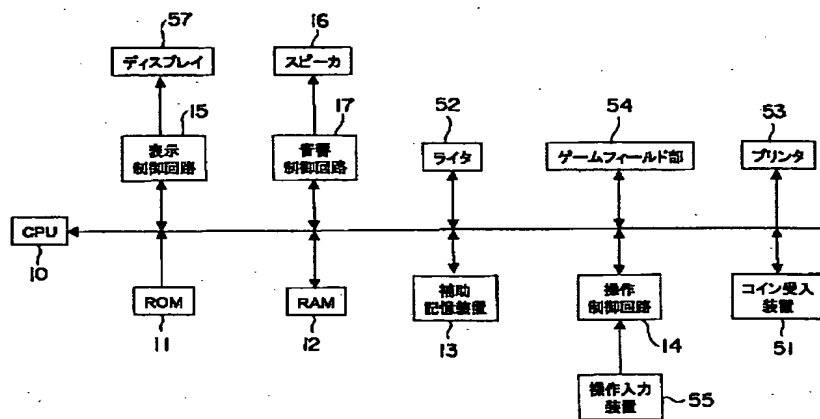 57
16
ディスプレイ
スピーカ
15
17
52
54
53
表示
制御回路
音響
制御回路
ライタ
ゲームフィールド部
プリンタ
CPU
10
ROM
RAM
補助
記憶装置
操作
制御回路
コイン受入
装置
11
12
13
14
51
操作入力
装置
55